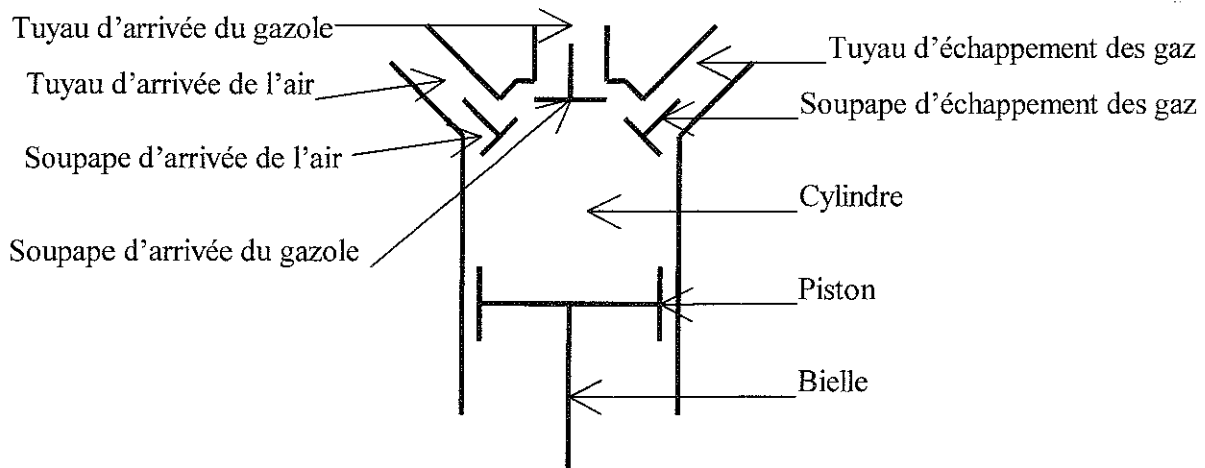 Tuyau d'arrivée du gazole
Tuyau d'échappement des gaz
Tuyau d'arrivée de l'air
Soupape d'échappement des gaz
Soupape d'arrivée de l'air
Cylindre
Soupape d'arrivée du gazole
Piston
Bielle